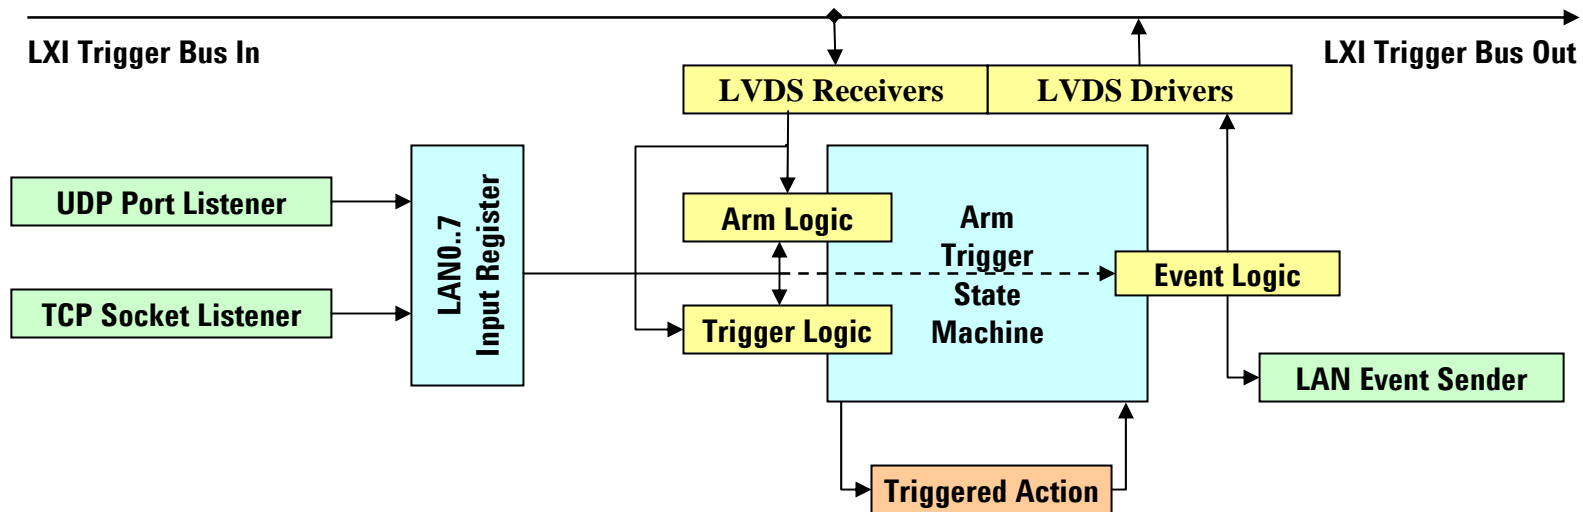 LXI Trigger Bus In
LXI Trigger Bus Out
LVDS Receivers
LVDS Drivers
UDP Port Listener
TCP Socket Listener
LAN0..7
Input Register
Arm Logic
Trigger Logic
Arm
Trigger
State
Machine
Event Logic
LAN Event Sender
Triggered Action